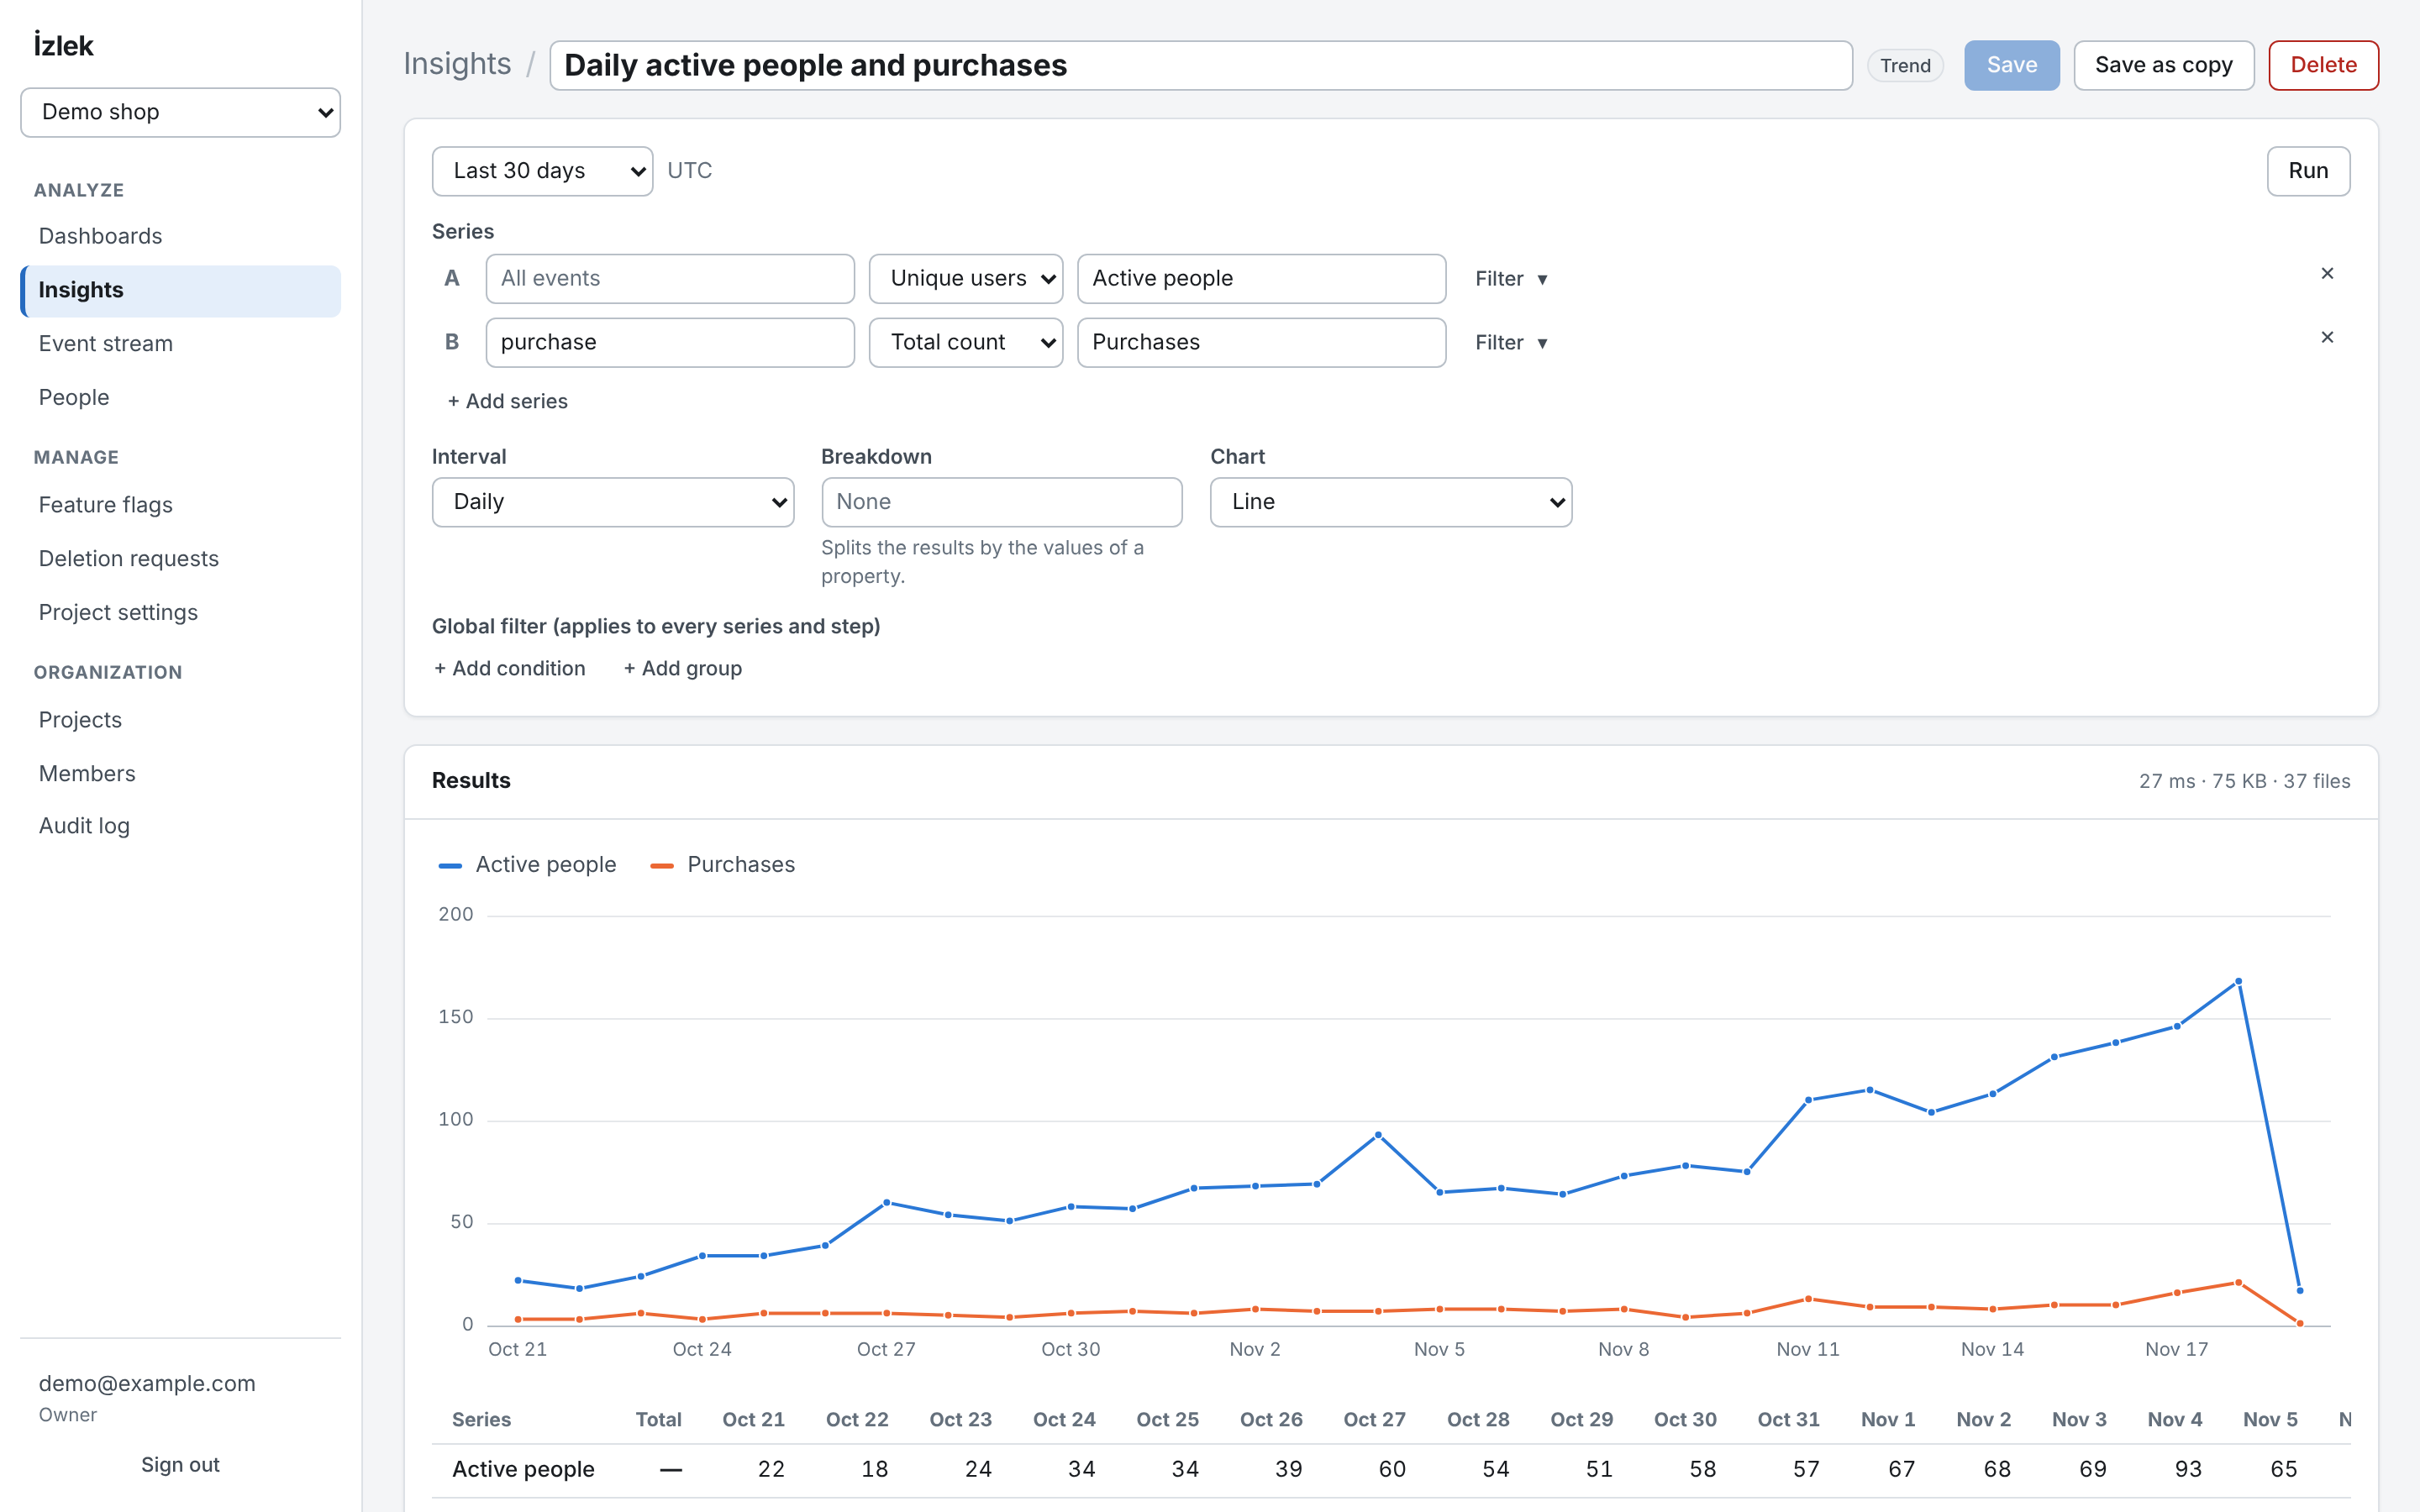 İzlek
Demo shop
ANALYZE
Dashboards
Insights
Event stream
People
MANAGE
Feature flags
Deletion requests
Project settings
ORGANIZATION
Projects
Members
Audit log
demo@example.com
Owner
Sign out
Insights / Daily active people and purchases Trend Save Save as copy Delete
Last 30 days UTC Run
Series
A All events Unique users Active people Filter ▾ ×
B purchase Total count Purchases Filter ▾ ×
+ Add series
Interval Breakdown Chart
Daily None Line
Splits the results by the values of a
property.
Global filter (applies to every series and step)
+ Add condition + Add group
Results 27 ms · 75 KB · 37 files
Active people Purchases
200
150
100
50
0
Oct 21 Oct 24 Oct 27 Oct 30 Nov 2 Nov 5 Nov 8 Nov 11 Nov 14 Nov 17
Series Total Oct 21 Oct 22 Oct 23 Oct 24 Oct 25 Oct 26 Oct 27 Oct 28 Oct 29 Oct 30 Oct 31 Nov 1 Nov 2 Nov 3 Nov 4 Nov 5
Active people — 22 18 24 34 34 39 60 54 51 58 57 67 68 69 93 65